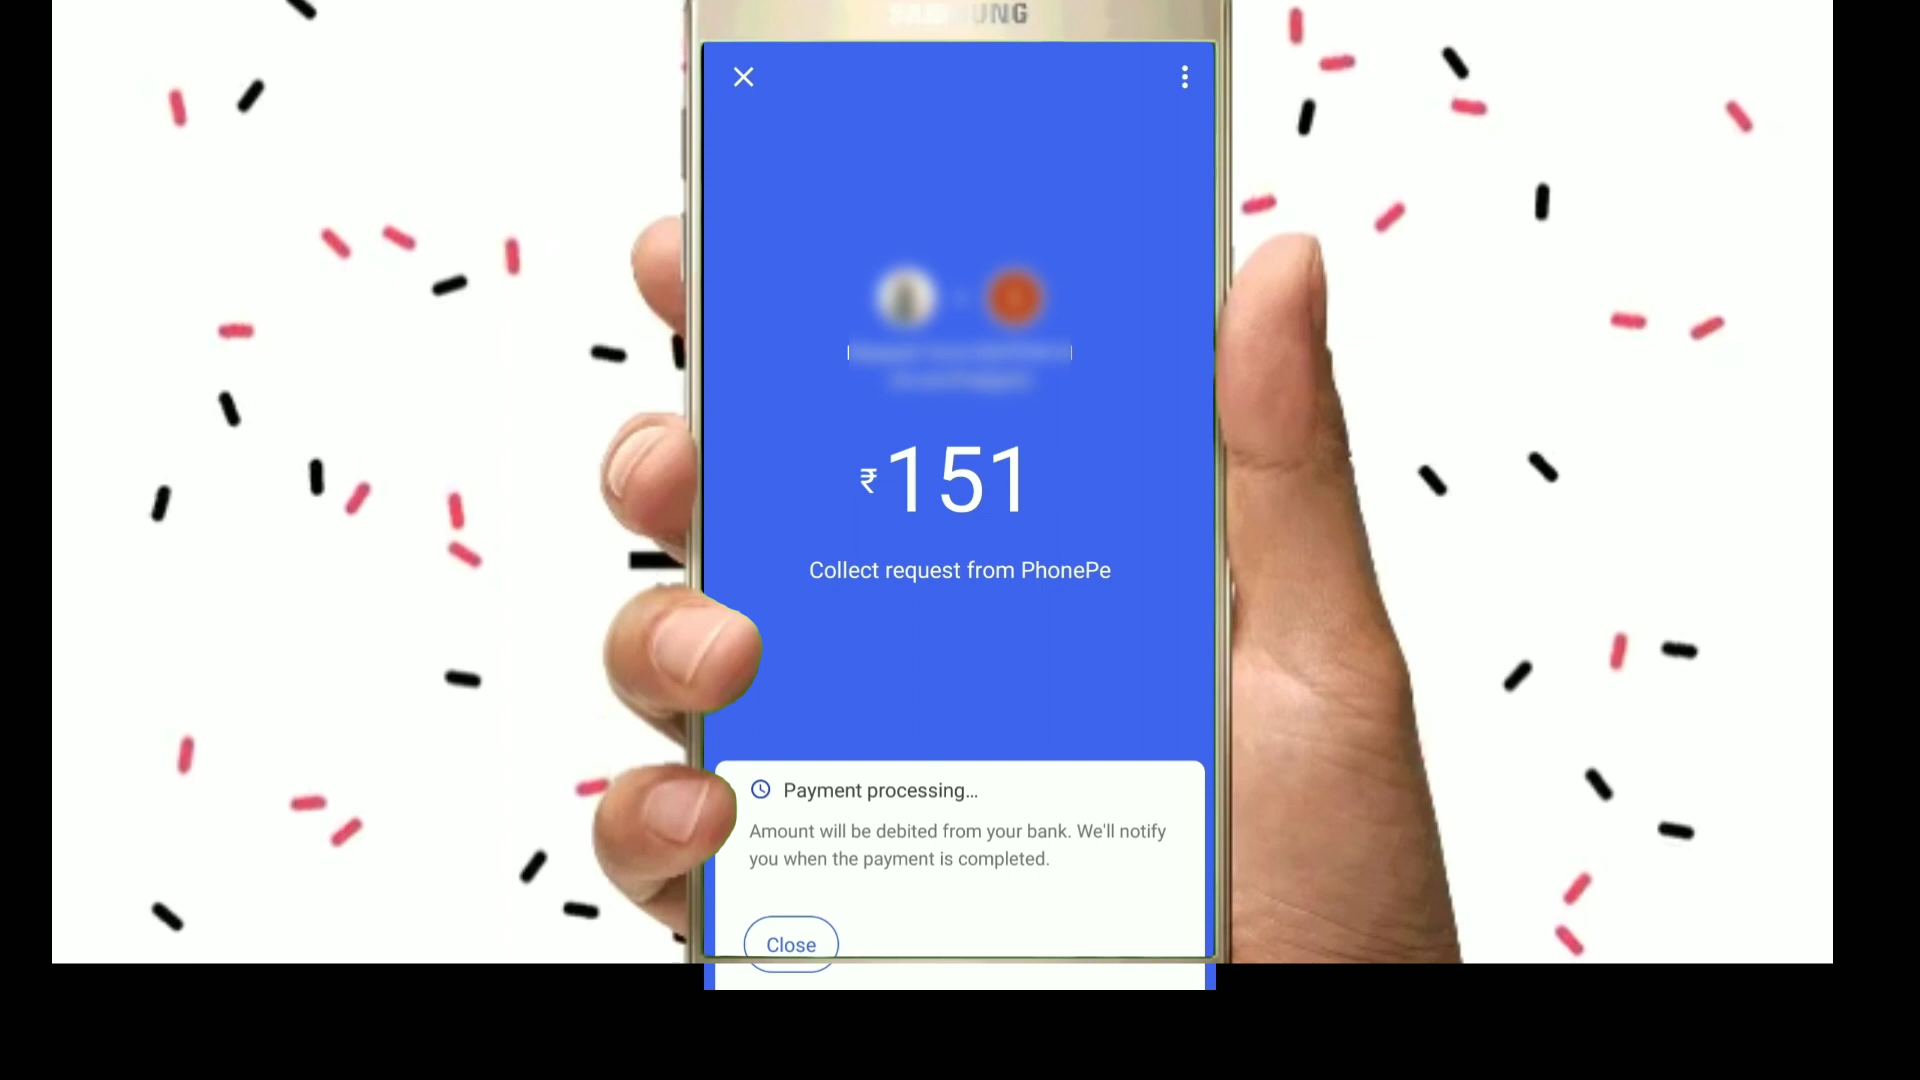 SAMSUNG
₹151
Collect request from PhonePe
Payment processing...
Amount will be debited from your bank. We'll notify
you when the payment is completed.
Close